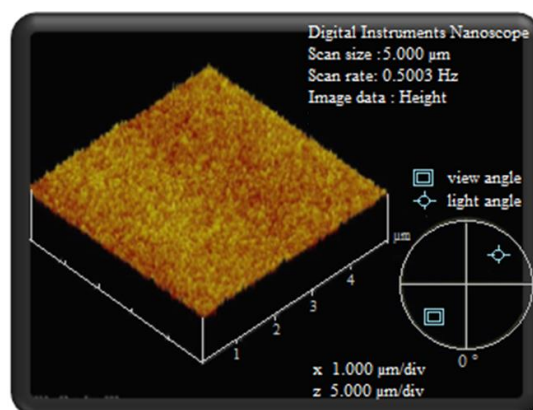 Digital Instruments Nanoscope
Scan size :5.000 µm
Scan rate: 0.5003 Hz
Image data : Height
view angle
light angle
µm
4
3
2
1
0 °
x 1.000 µm/div
z 5.000 µm/div